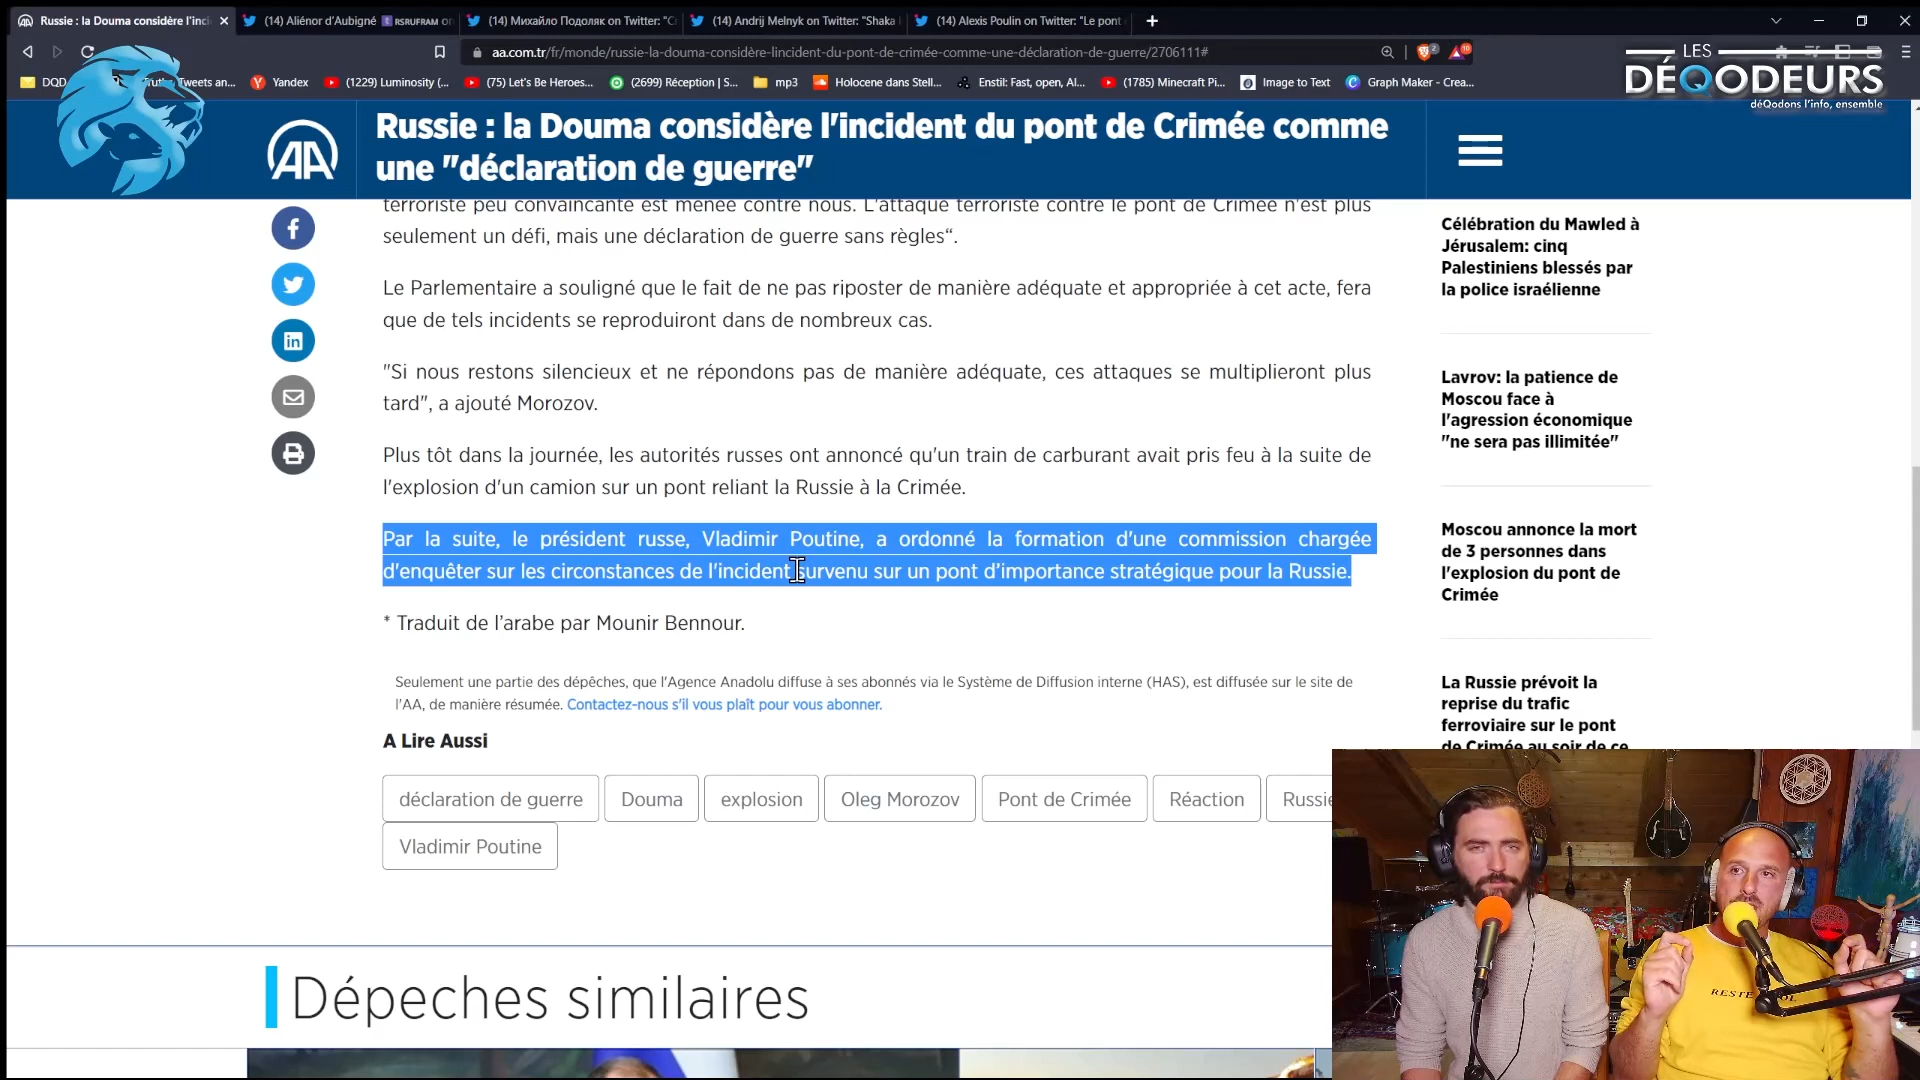 Russie : la Douma considère l'inci
(14) Aliénor d'Aubigné
RSRUFRAM
(14) Михайло Подоляк on Twitter: "C
(14) Andrij Melnyk on Twitter: "Shaka
(14) Alexis Poulin on Twitter: "Le pont
aa.com.tr/fr/monde/russie-la-douma-considère-lincident-du-pont-de-crimée-comme-une-déclaration-de-guerre/2706111#
DQD
Tweets an...
Yandex
(1229) Luminosity (...
(75) Let's Be Heroes...
(2699) Réception | S...
mp3
Holocene dans Stell...
Enstil: Fast, open, Al...
(1785) Minecraft Pi...
Image to Text
Graph Maker - Crea...
LES
DÉQODEURS
déQodons l'info, ensemble
AA
Russie : la Douma considère l'incident du pont de Crimée comme
une "déclaration de guerre"
terroriste peu convaincante est menée contre nous. L'attaque terroriste contre le pont de Crimée n'est plus
seulement un défi, mais une déclaration de guerre sans règles“.
Le Parlementaire a souligné que le fait de ne pas riposter de manière adéquate et appropriée à cet acte, fera
que de tels incidents se reproduiront dans de nombreux cas.
"Si nous restons silencieux et ne répondons pas de manière adéquate, ces attaques se multiplieront plus
tard", a ajouté Morozov.
Plus tôt dans la journée, les autorités russes ont annoncé qu'un train de carburant avait pris feu à la suite de
l'explosion d'un camion sur un pont reliant la Russie à la Crimée.
Par la suite, le président russe, Vladimir Poutine, a ordonné la formation d'une commission chargée
d'enquêter sur les circonstances de l'incident survenu sur un pont d’importance stratégique pour la Russie.
* Traduit de l’arabe par Mounir Bennour.
Seulement une partie des dépêches, que l'Agence Anadolu diffuse à ses abonnés via le Système de Diffusion interne (HAS), est diffusée sur le site de
l'AA, de manière résumée. Contactez-nous s'il vous plaît pour vous abonner.
A Lire Aussi
déclaration de guerre
Douma
explosion
Oleg Morozov
Pont de Crimée
Réaction
Russie
Vladimir Poutine
Dépeches similaires
Célébration du Mawled à
Jérusalem: cinq
Palestiniens blessés par
la police israélienne
Lavrov: la patience de
Moscou face à
l'agression économique
"ne sera pas illimitée"
Moscou annonce la mort
de 3 personnes dans
l'explosion du pont de
Crimée
La Russie prévoit la
reprise du trafic
ferroviaire sur le pont
de Crimée au soir de ce